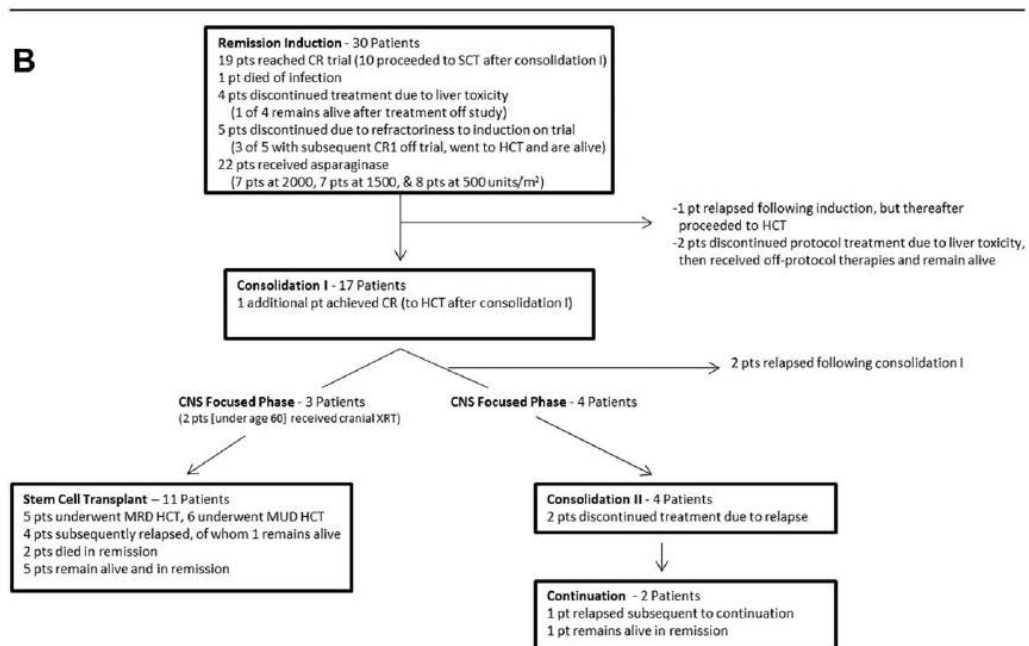 B
Remission Induction - 30 Patients
19 pts reached CR trial (10 proceeded to SCT after consolidation I)
1 pt died of infection
4 pts discontinued treatment due to liver toxicity
(1 of 4 remains alive after treatment off study)
5 pts discontinued due to refractoriness to induction on trial
(3 of 5 with subsequent CR1 off trial, went to HCT and are alive)
22 pts received asparaginase
(7 pts at 2000, 7 pts at 1500, & 8 pts at 500 units/m²)
-1 pt relapsed following induction, but thereafter
proceeded to HCT
-2 pts discontinued protocol treatment due to liver toxicity,
then received off-protocol therapies and remain alive
Consolidation I - 17 Patients
1 additional pt achieved CR (to HCT after consolidation I)
2 pts relapsed following consolidation I
CNS Focused Phase - 3 Patients
(2 pts [under age 60] received cranial XRT)
CNS Focused Phase - 4 Patients
Stem Cell Transplant – 11 Patients
5 pts underwent MRD HCT, 6 underwent MUD HCT
4 pts subsequently relapsed, of whom 1 remains alive
2 pts died in remission
5 pts remain alive and in remission
Consolidation II - 4 Patients
2 pts discontinued treatment due to relapse
Continuation - 2 Patients
1 pt relapsed subsequent to continuation
1 pt remains alive in remission